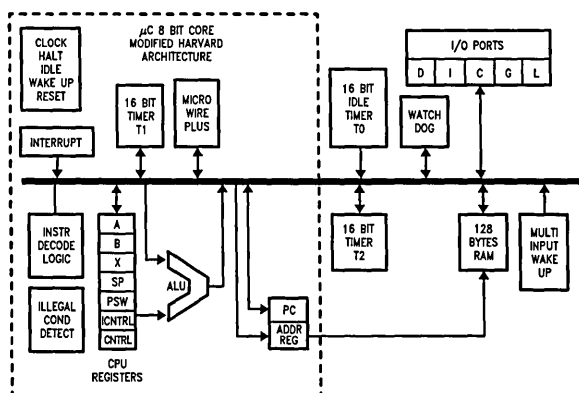 CLOCK
HALT
IDLE
WAKE UP
RESET
μC 8 BIT CORE
MODIFIED HARVARD
ARCHITECTURE
I/O PORTS
D I C G L
16 BIT
TIMER
T1
MICRO
WIRE
PLUS
16 BIT
IDLE
TIMER
T0
WATCH
DOG
INTERRUPT
INSTR
DECODE
LOGIC
A
B
X
SP
PSW
ICNTRL
CNTRL
ALU
16 BIT
TIMER
T2
128
BYTES
RAM
MULTI
INPUT
WAKE
UP
ILLEGAL
COND
DETECT
PC
ADDR
REG
CPU
REGISTERS